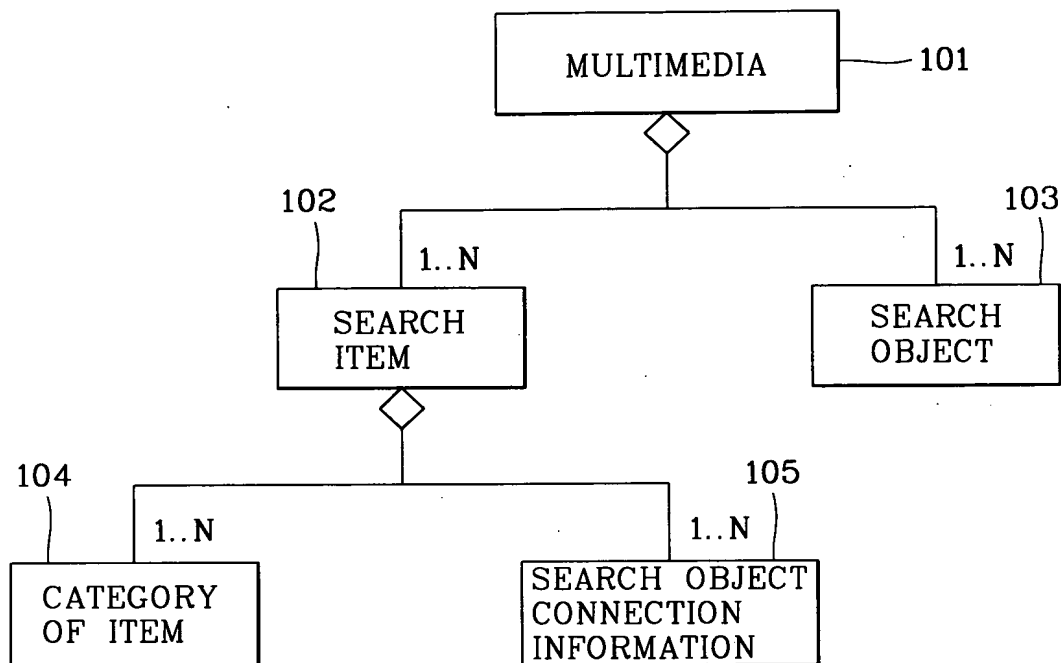 MULTIMEDIA
101
102
103
1..N
1..N
SEARCH
ITEM
SEARCH
OBJECT
104
105
1..N
1..N
CATEGORY
OF ITEM
SEARCH OBJECT
CONNECTION
INFORMATION